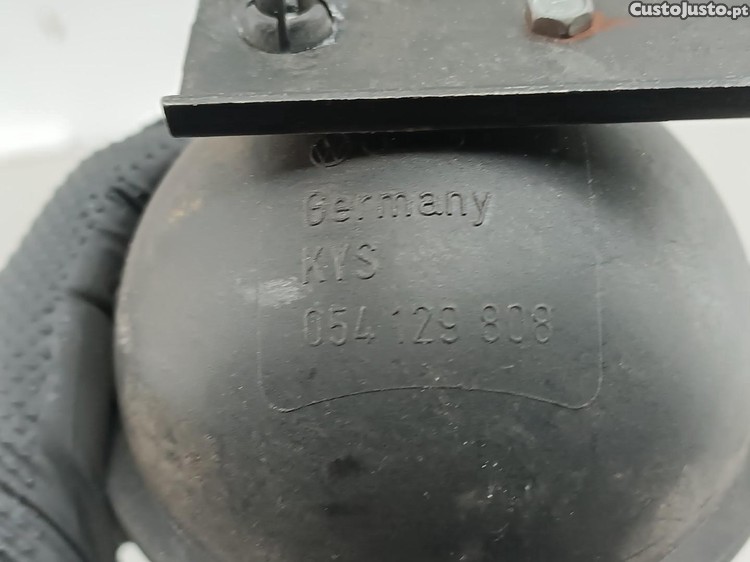 CustoJusto.pt
Germany
KYS
054 129 808